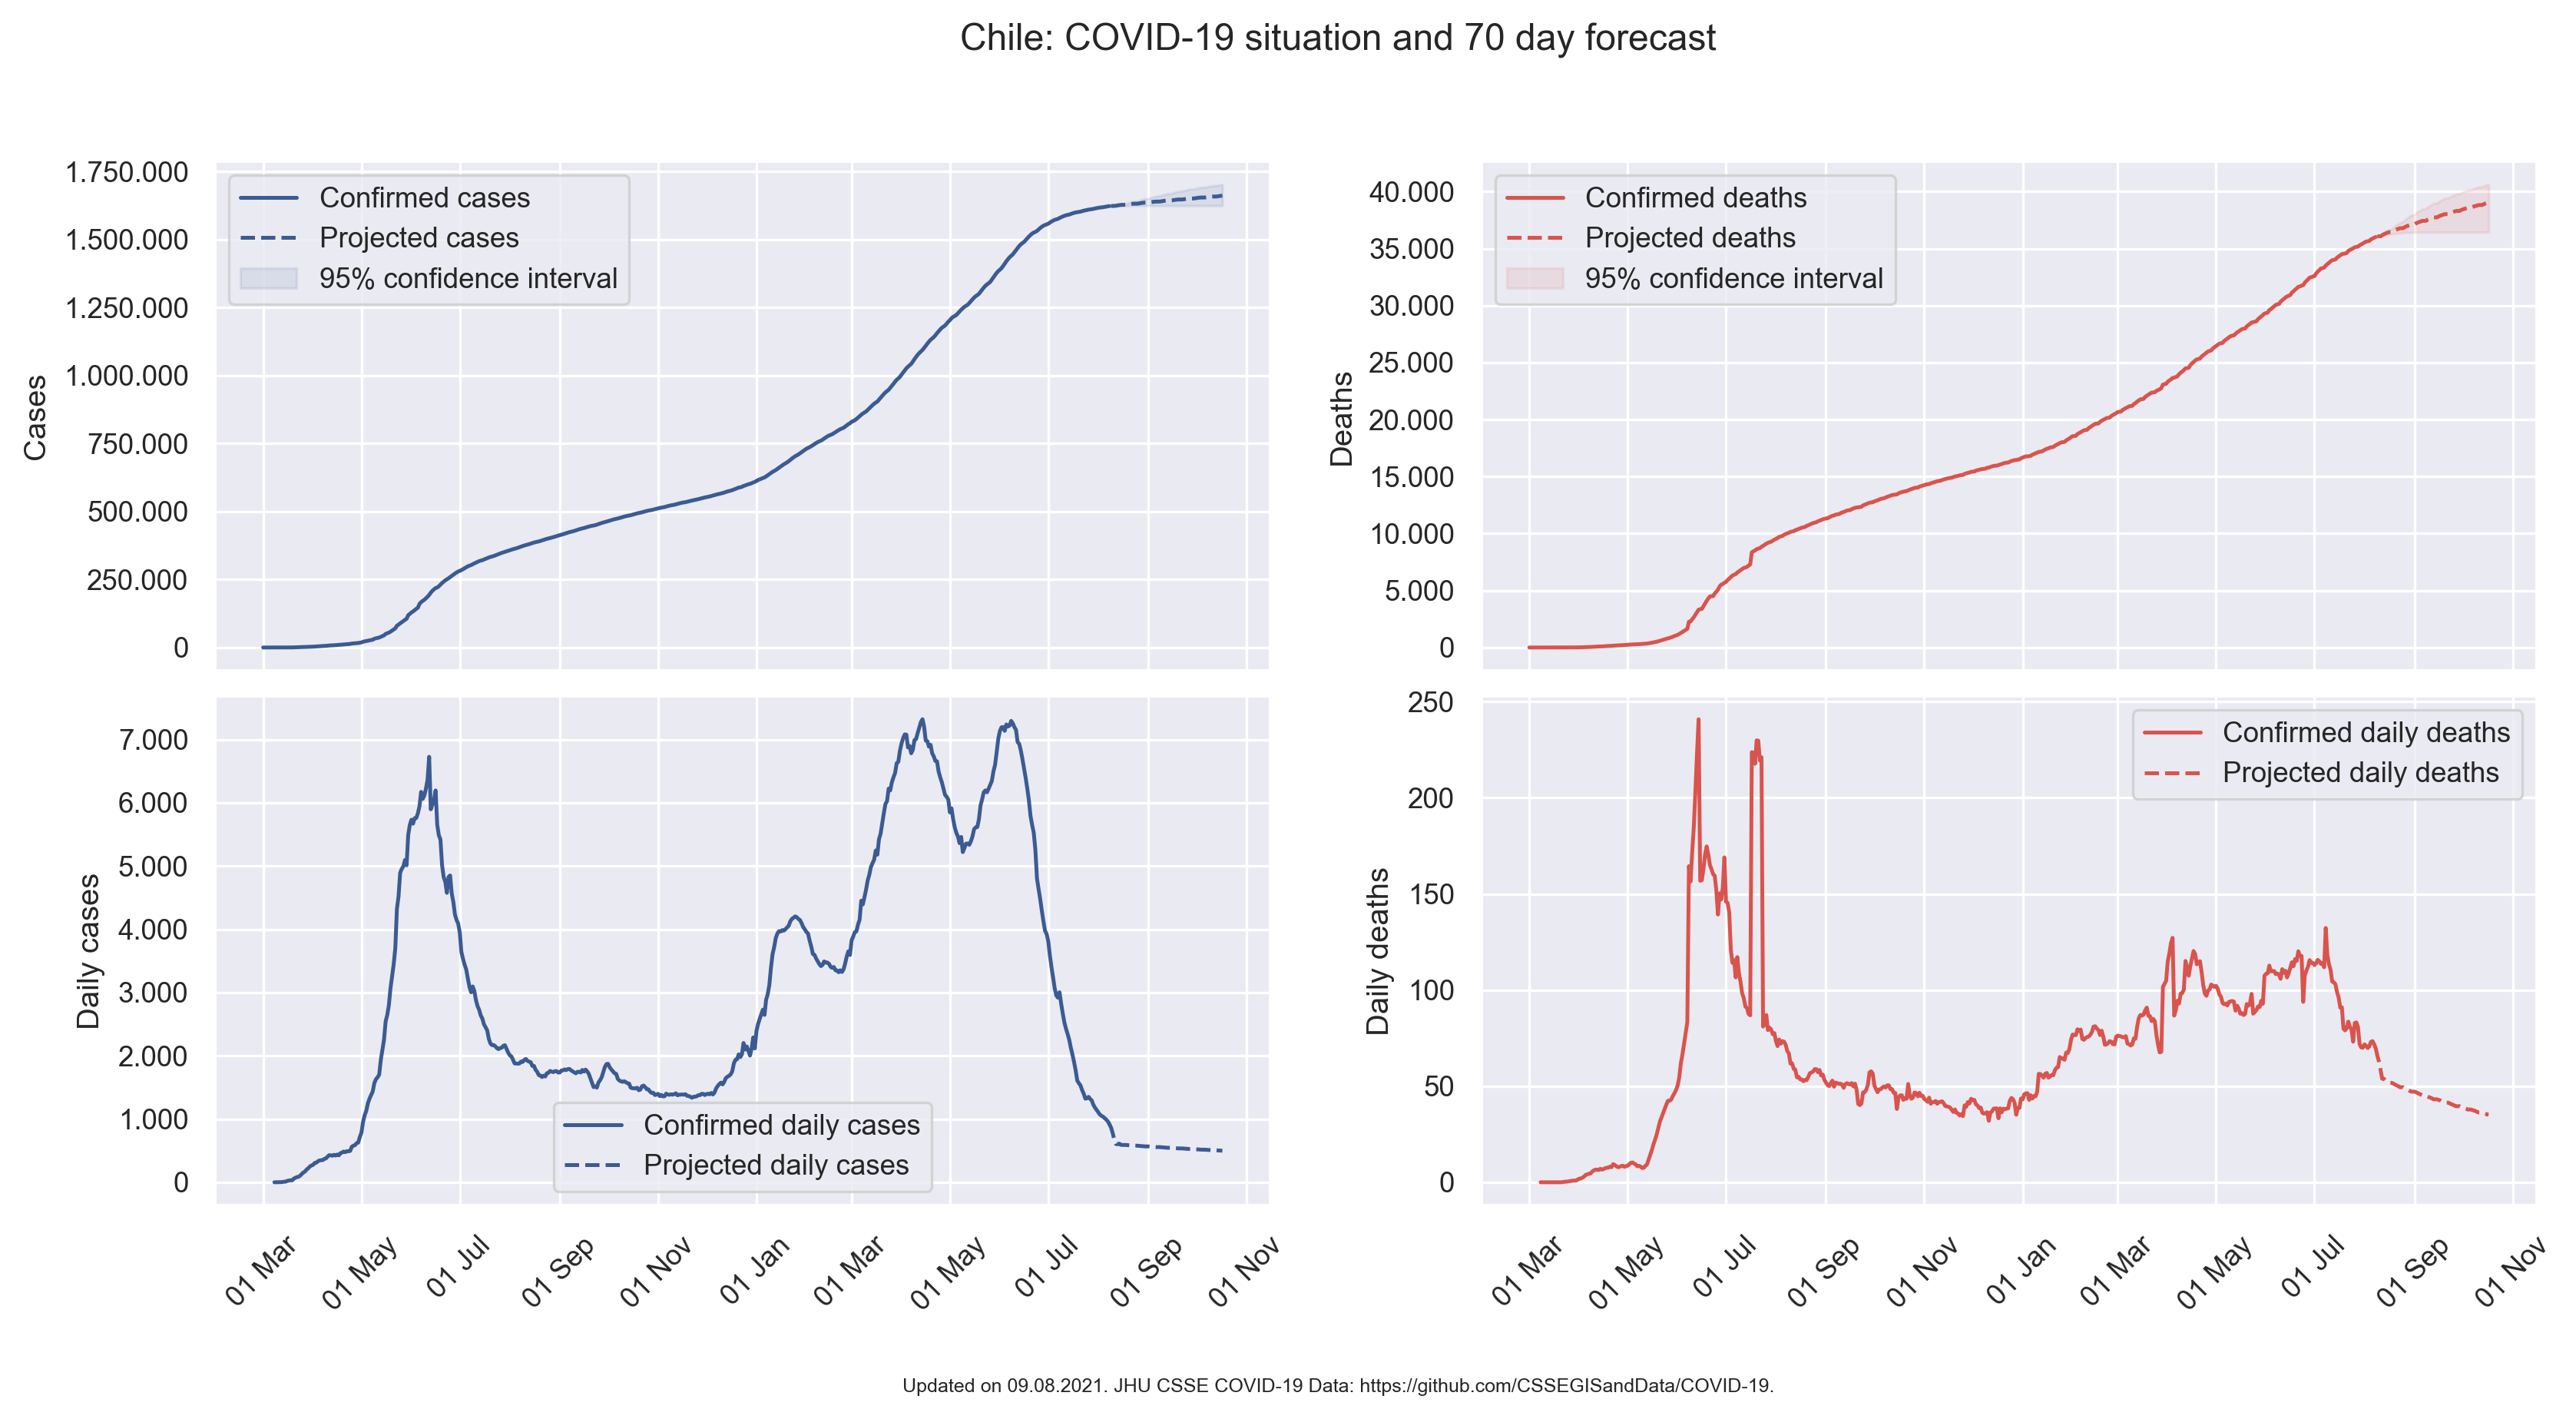 Chile: COVID-19 situation and 70 day forecast
Cases
1.750.000
1.500.000
1.250.000
1.000.000
750.000
500.000
250.000
0
Confirmed cases
Projected cases
95% confidence interval
Deaths
40.000
35.000
30.000
25.000
20.000
15.000
10.000
5.000
0
Confirmed deaths
Projected deaths
95% confidence interval
Daily cases
7.000
6.000
5.000
4.000
3.000
2.000
1.000
0
Confirmed daily cases
Projected daily cases
01 Mar
01 May
01 Jul
01 Sep
01 Nov
01 Jan
01 Mar
01 May
01 Jul
01 Sep
01 Nov
Daily deaths
250
200
150
100
50
0
Confirmed daily deaths
Projected daily deaths
01 Mar
01 May
01 Jul
01 Sep
01 Nov
01 Jan
01 Mar
01 May
01 Jul
01 Sep
01 Nov
Updated on 09.08.2021. JHU CSSE COVID-19 Data: https://github.com/CSSEGISandData/COVID-19.